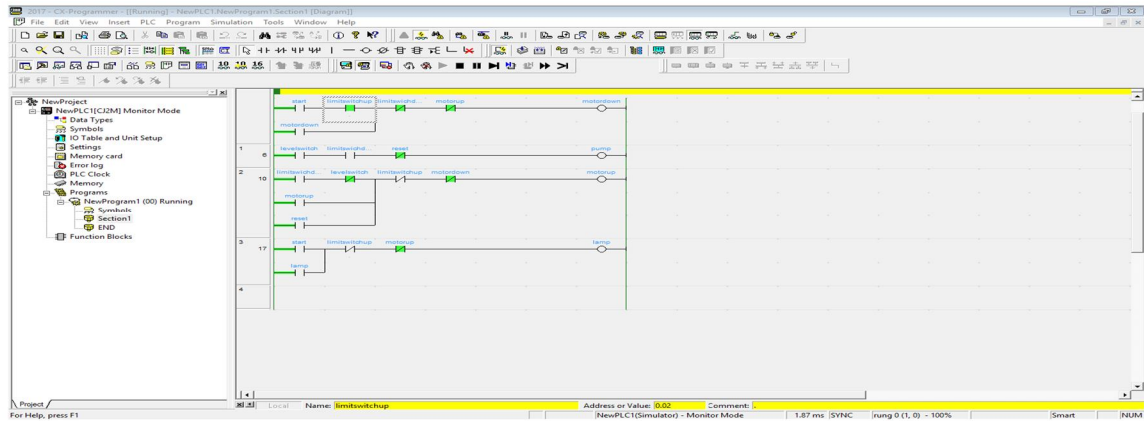 2017 - CX-Programmer - [[Running] - NewPLC1.NewProgram1.Section1 [Diagram]]
File Edit View Insert PLC Program Simulation Tools Window Help
NewProject
NewPLC1[CJ2M] Monitor Mode
Data Types
Symbols
IO Table and Unit Setup
Settings
Memory card
Error log
PLC Clock
Memory
Programs
NewProgram1 (00) Running
Symbols
Section1
END
Function Blocks
start limitswitchup limitswichd... motorup motordown
motordown
1
6
levelswitch limitswichd... reset pump
2
10
limitswichd... levelswitch limitswitchup motordown motorup
motorup
reset
3
17
start limitswitchup motorup lamp
lamp
4
Project
Local Name: limitswitchup Address or Value: 0.02 Comment:
For Help, press F1 NewPLC1(Simulator) - Monitor Mode 1.87 ms SYNC rung 0 (1, 0) - 100% Smart NUM